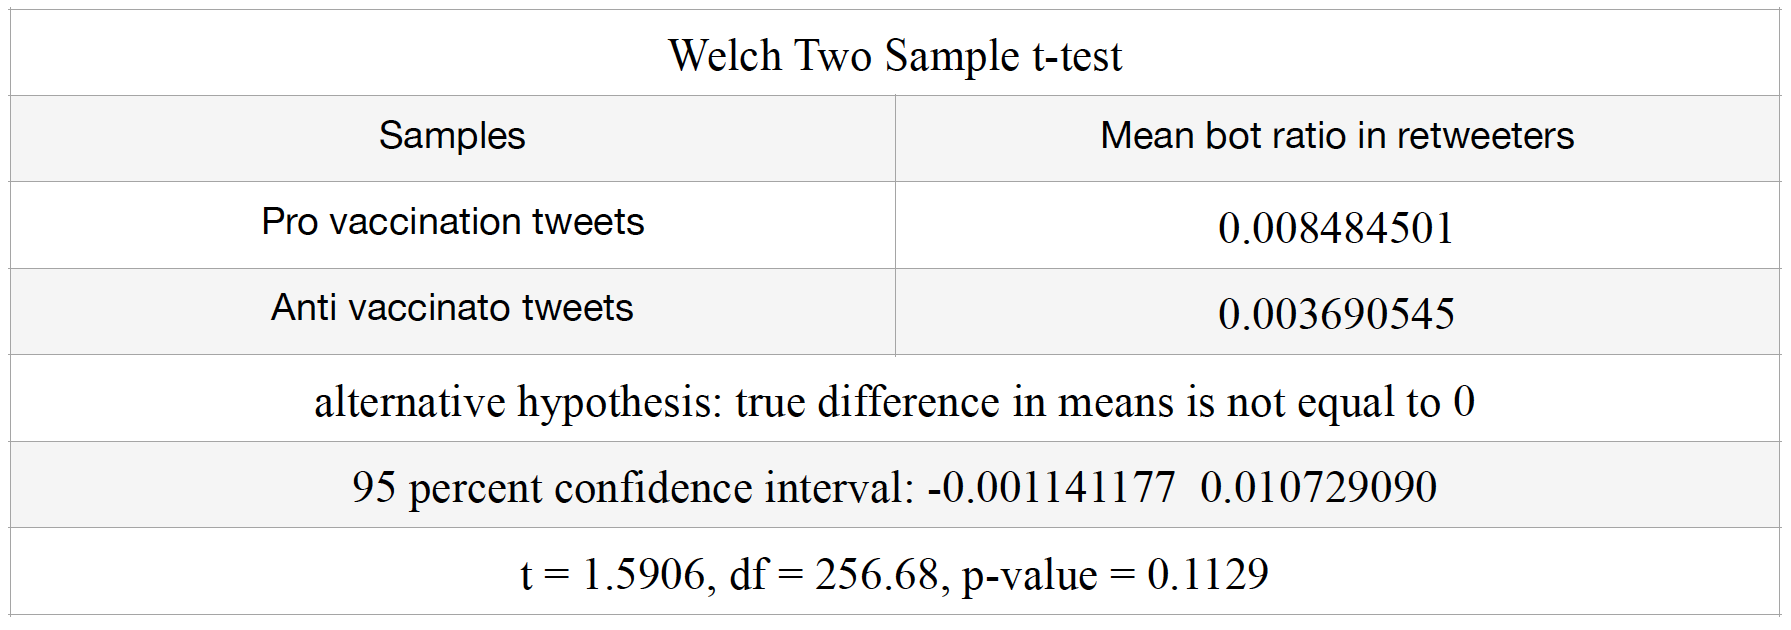 Welch Two Sample t-test
Samples Mean bot ratio in retweeters
Pro vaccination tweets 0.008484501
Anti vaccinato tweets 0.003690545
alternative hypothesis: true difference in means is not equal to 0
95 percent confidence interval: -0.001141177 0.010729090
t = 1.5906, df = 256.68, p-value = 0.1129